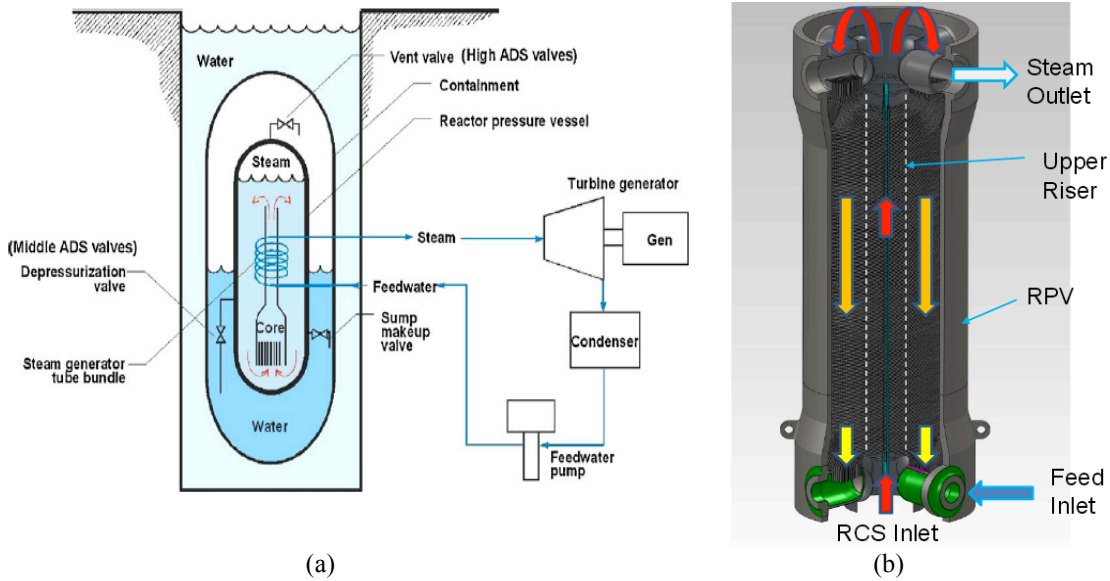 Water
Vent valve (High ADS valves)
Containment
Reactor pressure vessel
Steam
(Middle ADS valves)
Depressurization
valve
Steam generator
tube bundle
Core
Water
Steam
Feedwater
Sump
makeup
valve
Turbine generator
Gen
Condenser
Feedwater
pump
(a)
Steam
Outlet
Upper
Riser
RPV
Feed
Inlet
RCS Inlet
(b)